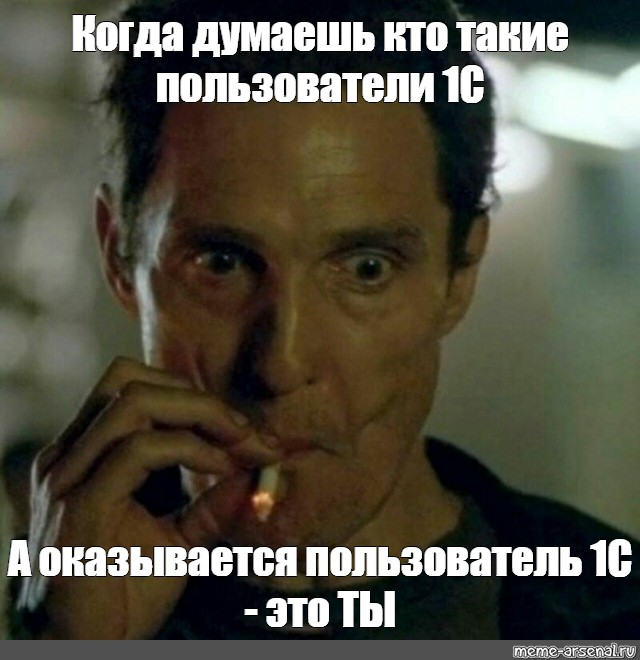 Когда думаешь кто такие
пользователи 1С
А оказывается пользователь 1С
- это ТЫ
meme-arsenal.ru